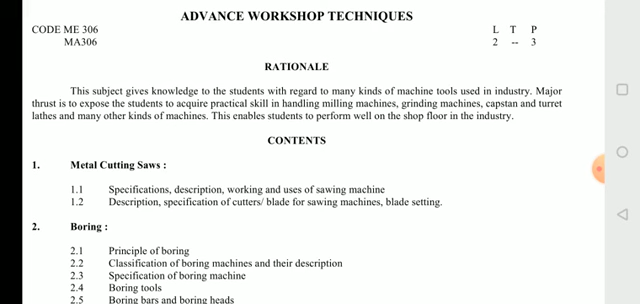 ADVANCE WORKSHOP TECHNIQUES
CODE ME 306 L T P
MA306 2 -- 3
RATIONALE
This subject gives knowledge to the students with regard to many kinds of machine tools used in industry. Major
thrust is to expose the students to acquire practical skill in handling milling machines, grinding machines, capstan and turret
lathes and many other kinds of machines. This enables students to perform well on the shop floor in the industry.
CONTENTS
1. Metal Cutting Saws :
1.1 Specifications, description, working and uses of sawing machine
1.2 Description, specification of cutters/ blade for sawing machines, blade setting.
2. Boring :
2.1 Principle of boring
2.2 Classification of boring machines and their description
2.3 Specification of boring machine
2.4 Boring tools
2.5 Boring bars and boring heads